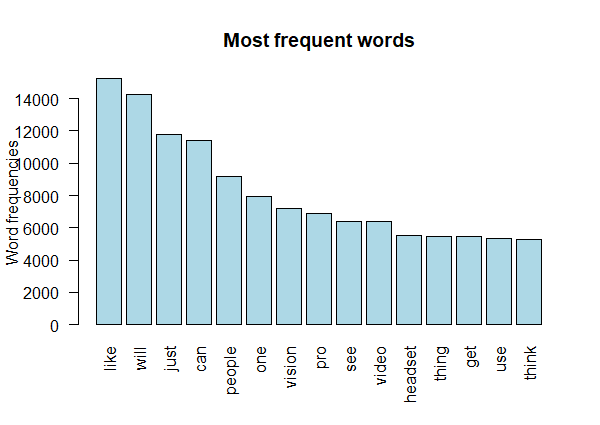 Most frequent words
Word frequencies
14000
12000
10000
8000
6000
4000
2000
0
like
will
just
can
people
one
vision
pro
see
video
headset
thing
get
use
think